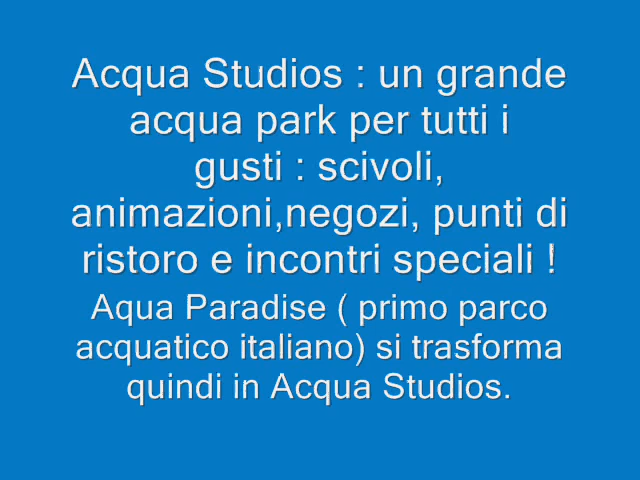 Acqua Studios : un grande
acqua park per tutti i
gusti : scivoli,
animazioni,negozi, punti di
ristoro e incontri speciali !
Aqua Paradise ( primo parco
acquatico italiano) si trasforma
quindi in Acqua Studios.